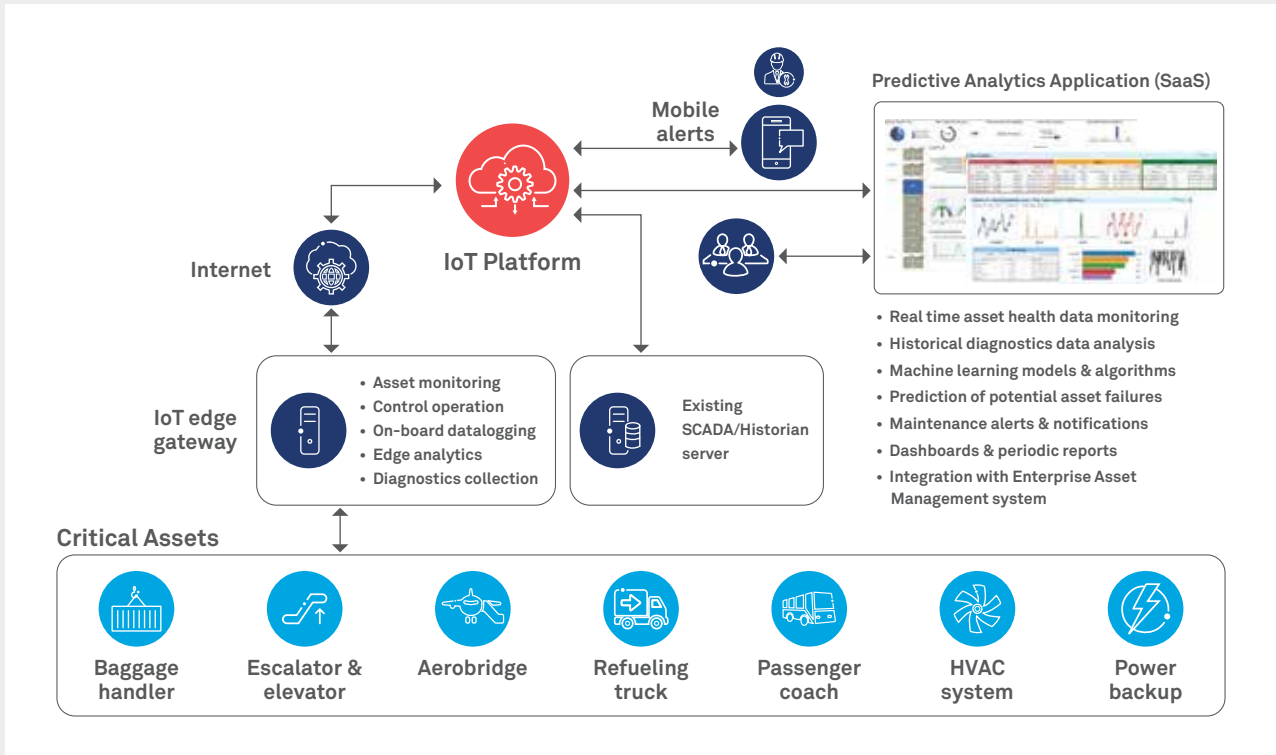 Predictive Analytics Application (SaaS)
Mobile
alerts
IoT Platform
Internet
IoT edge
gateway
• Asset monitoring
• Control operation
• On-board datalogging
• Edge analytics
• Diagnostics collection
Existing
SCADA/Historian
server
• Real time asset health data monitoring
• Historical diagnostics data analysis
• Machine learning models & algorithms
• Prediction of potential asset failures
• Maintenance alerts & notifications
• Dashboards & periodic reports
• Integration with Enterprise Asset
Management system
Critical Assets
Baggage
handler
Escalator &
elevator
Aerobridge
Refueling
truck
Passenger
coach
HVAC
system
Power
backup